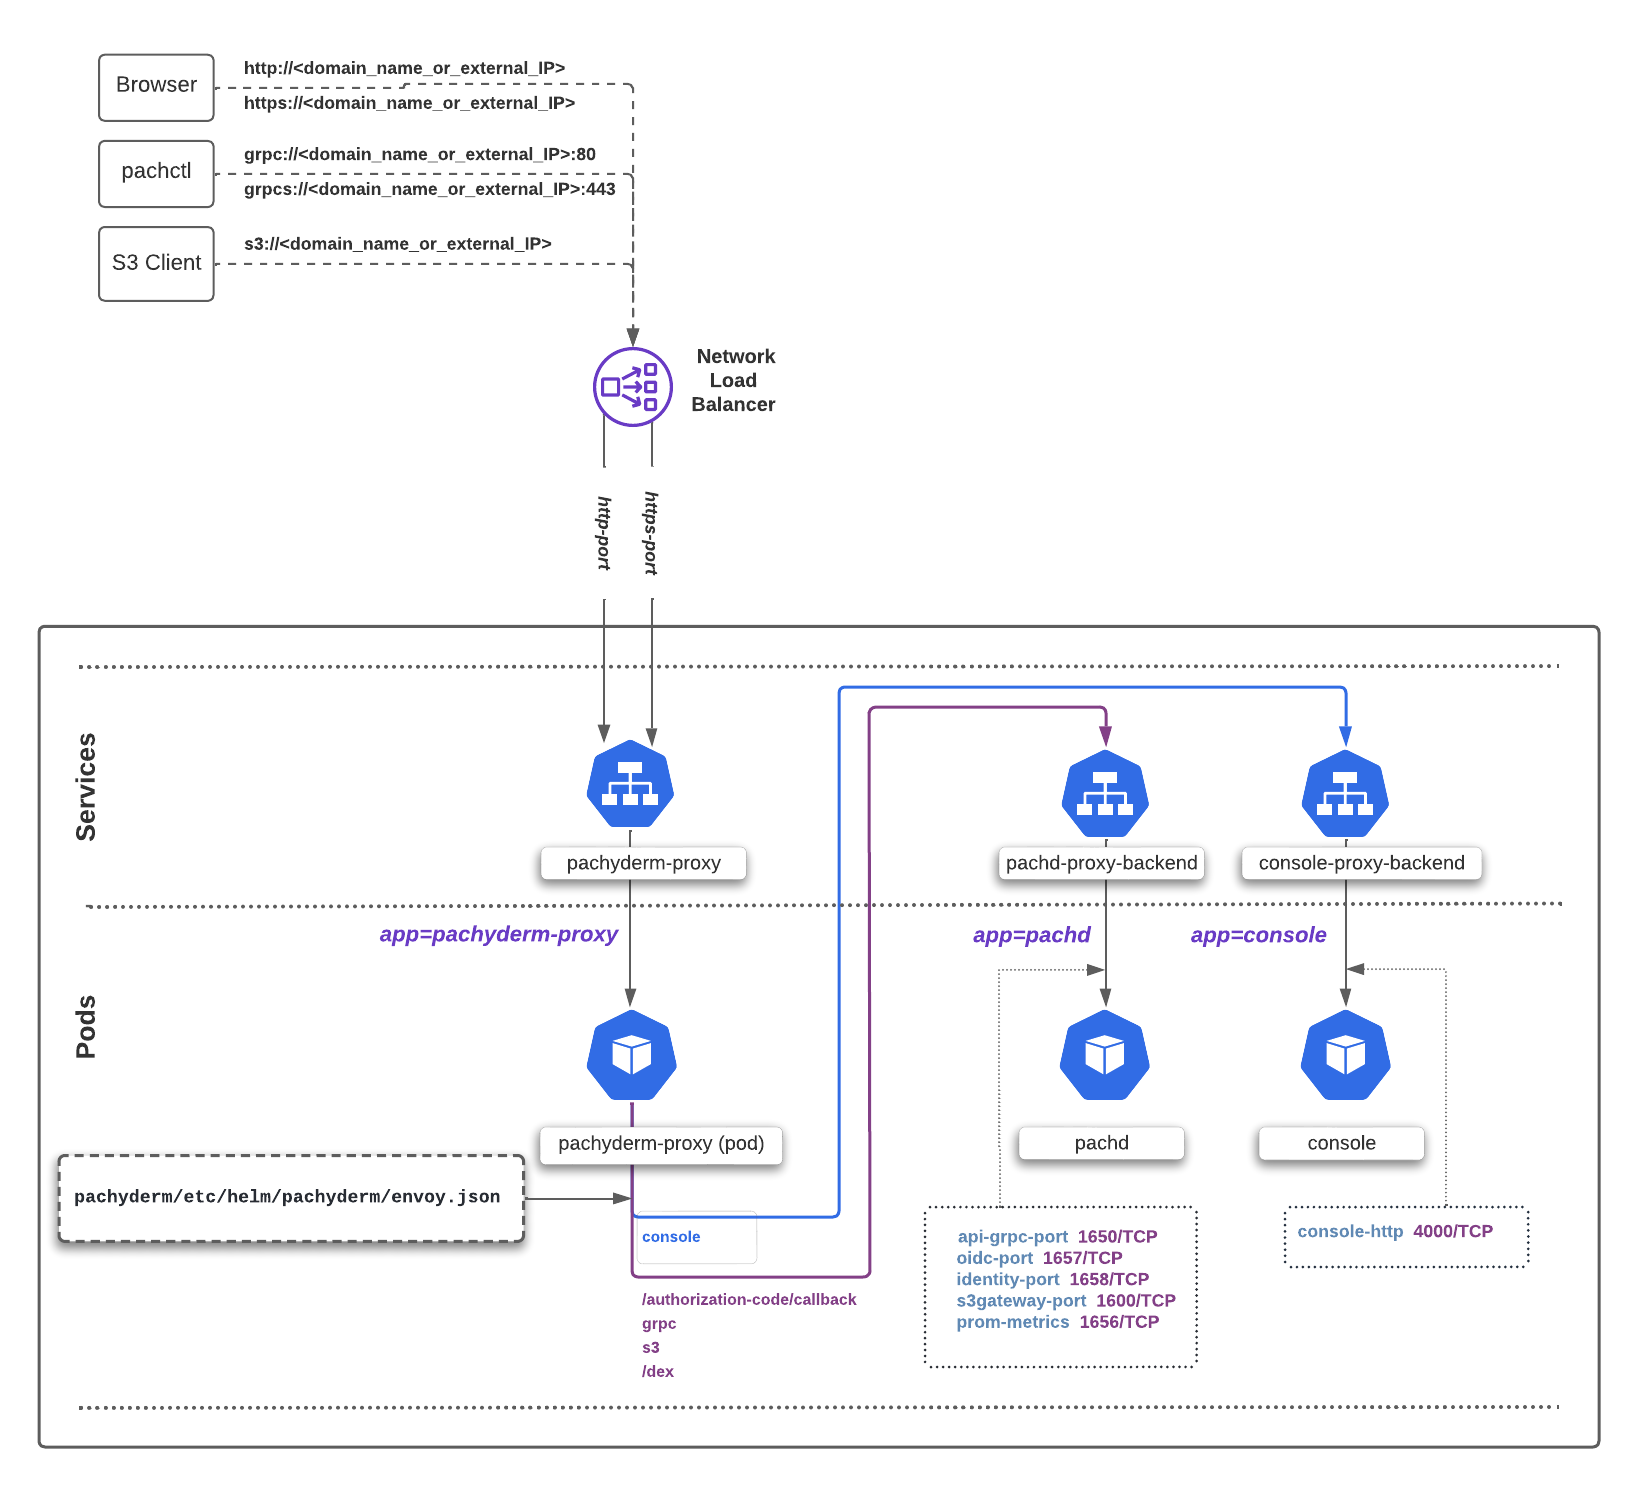 Browser
http://<domain_name_or_external_IP>
https://<domain_name_or_external_IP>
pachctl
grpc://<domain_name_or_external_IP>:80
grpcs://<domain_name_or_external_IP>:443
S3 Client
s3://<domain_name_or_external_IP>
Network
Load
Balancer
http-port
https-port
Services
pachyderm-proxy
pachd-proxy-backend
console-proxy-backend
app=pachyderm-proxy
app=pachd
app=console
Pods
pachyderm-proxy (pod)
pachd
console
pachyderm/etc/helm/pachyderm/envoy.json
console
/authorization-code/callback
grpc
s3
/dex
api-grpc-port 1650/TCP
oidc-port 1657/TCP
identity-port 1658/TCP
s3gateway-port 1600/TCP
prom-metrics 1656/TCP
console-http 4000/TCP